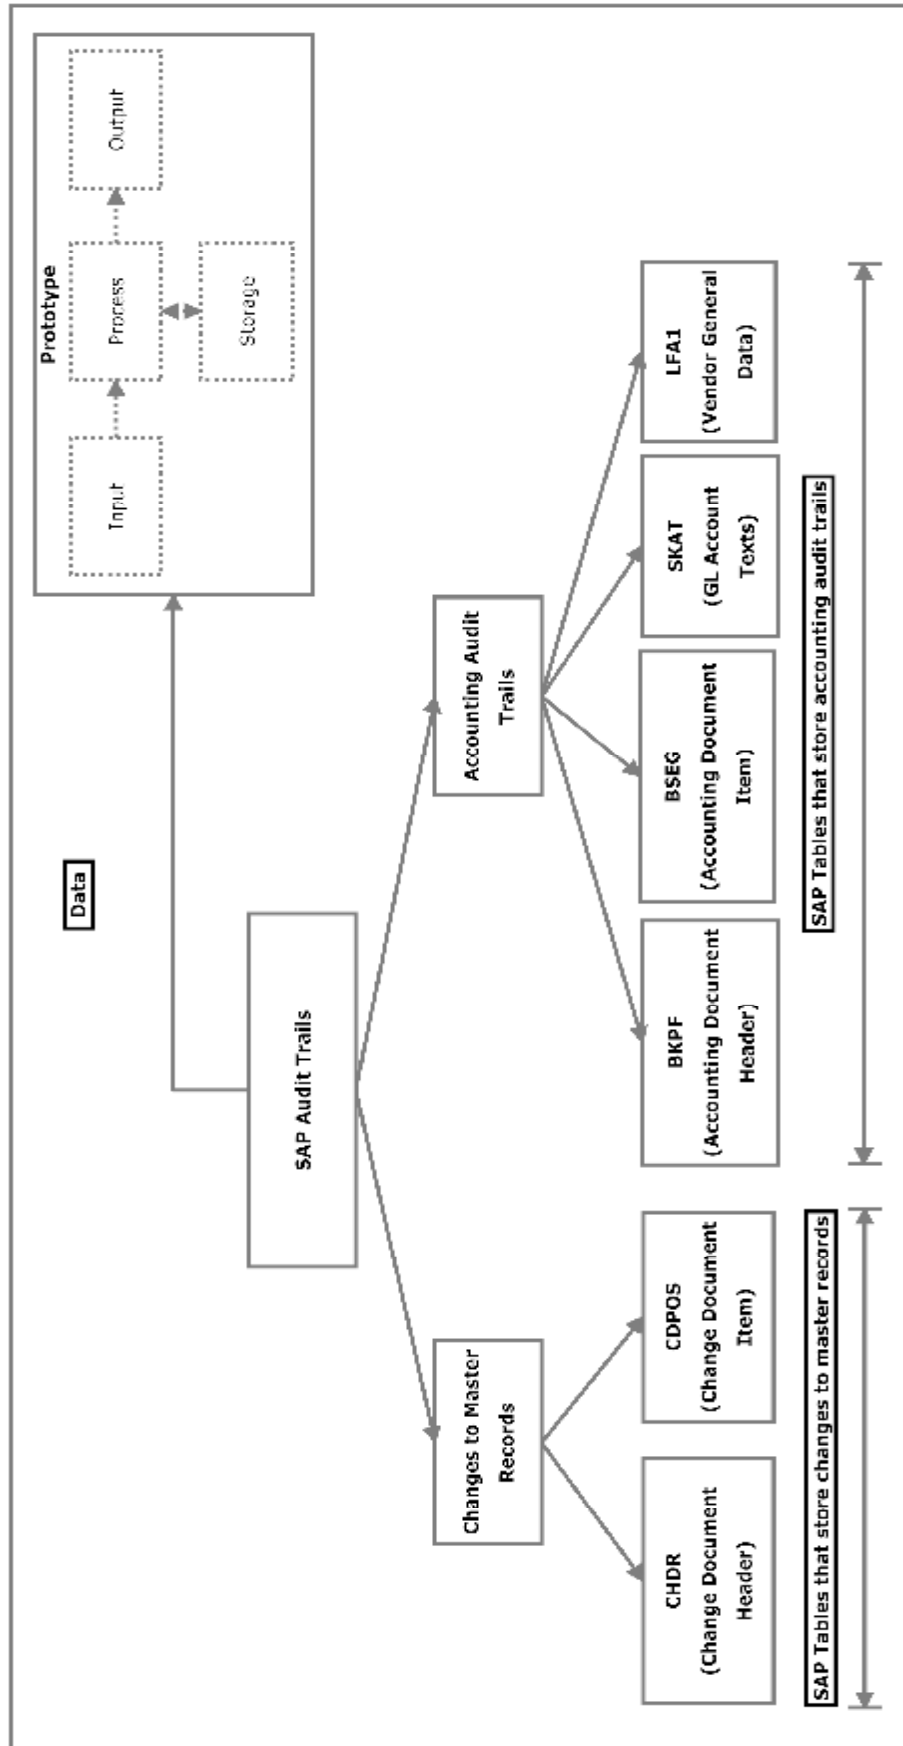 Prototype
Input
Process
Output
Storage
Data
SAP Audit Trails
Changes to Master
Records
Accounting Audit
Trails
CHDR
(Change Document
Header)
CDPOS
(Change Document
Item)
BKPF
(Accounting Document
Header)
BSEG
(Accounting Document
Item)
SKAT
(GL Account
Texts)
LFA1
(Vendor General
Data)
SAP Tables that store changes to master records
SAP Tables that store accounting audit trails